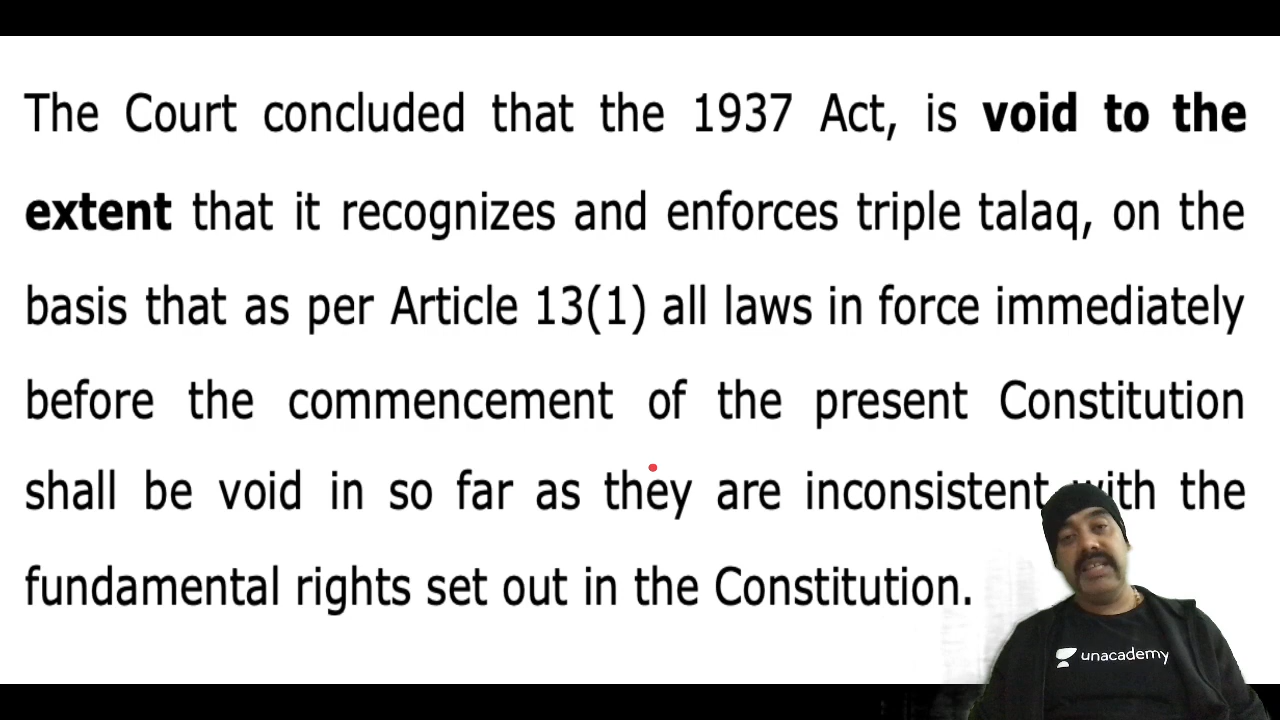 The Court concluded that the 1937 Act, is void to the
extent that it recognizes and enforces triple talaq, on the
basis that as per Article 13(1) all laws in force immediately
before the commencement of the present Constitution
shall be void in so far as they are inconsistent with the
fundamental rights set out in the Constitution.
unacademy